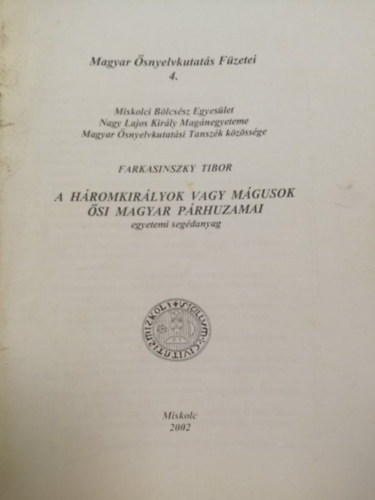 Magyar Ősnyelvkutatás Füzetei
4.
Miskolci Bölcsész Egyesület
Nagy Lajos Király Magánegyeteme
Magyar Ősnyelvkutatási Tanszék közössége
FARKASINSZKY TIBOR
A HÁROMKIRÁLYOK VAGY MÁGUSOK
ŐSI MAGYAR PÁRHUZAMAI
egyetemi segédanyag
Miskolc
2002